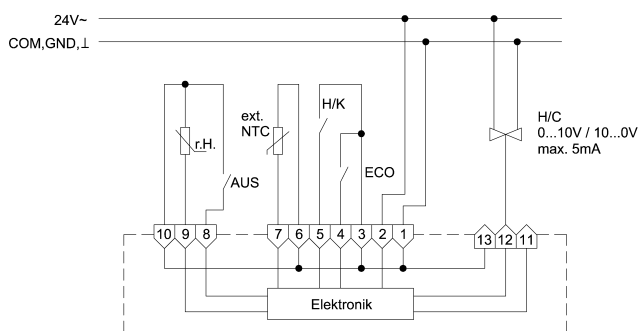 24V~
COM,GND,⊥
r.H.
AUS
ext.
NTC
H/K
ECO
H/C
0...10V / 10...0V
max. 5mA
10 9 8 7 6 5 4 3 2 1 13 12 11
Elektronik